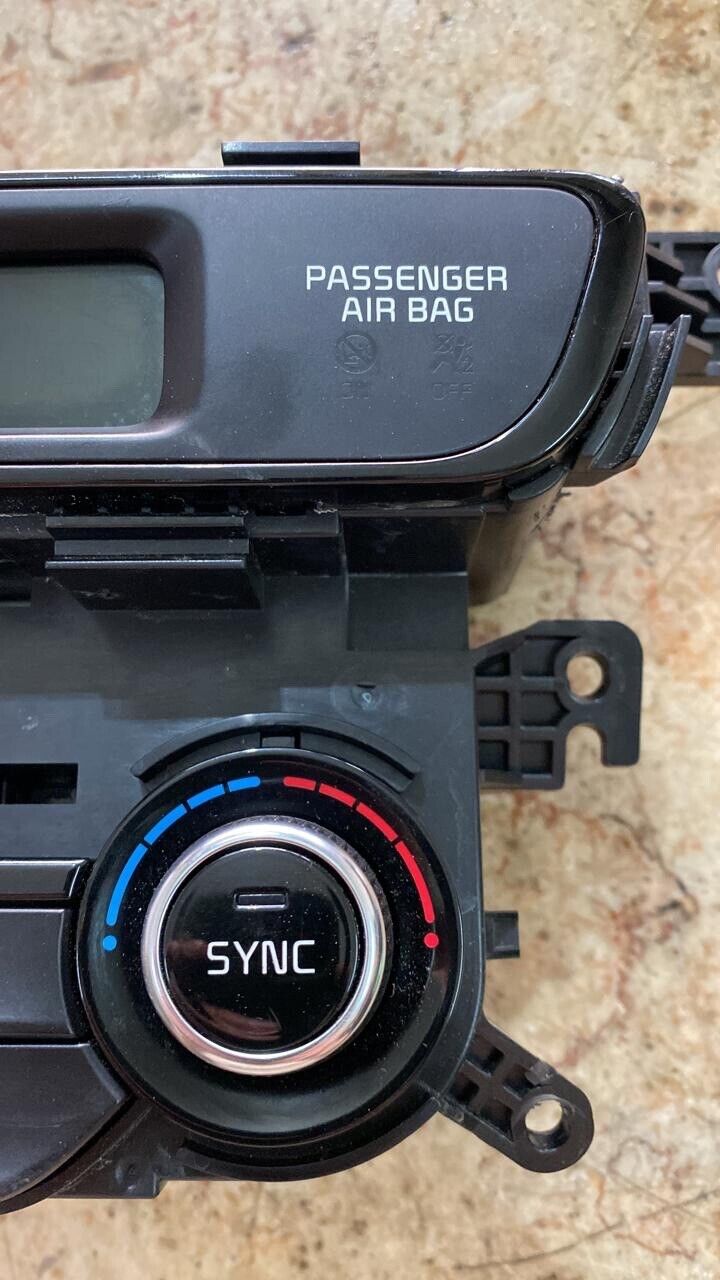 PASSENGER
AIR BAG
ON OFF
SYNC